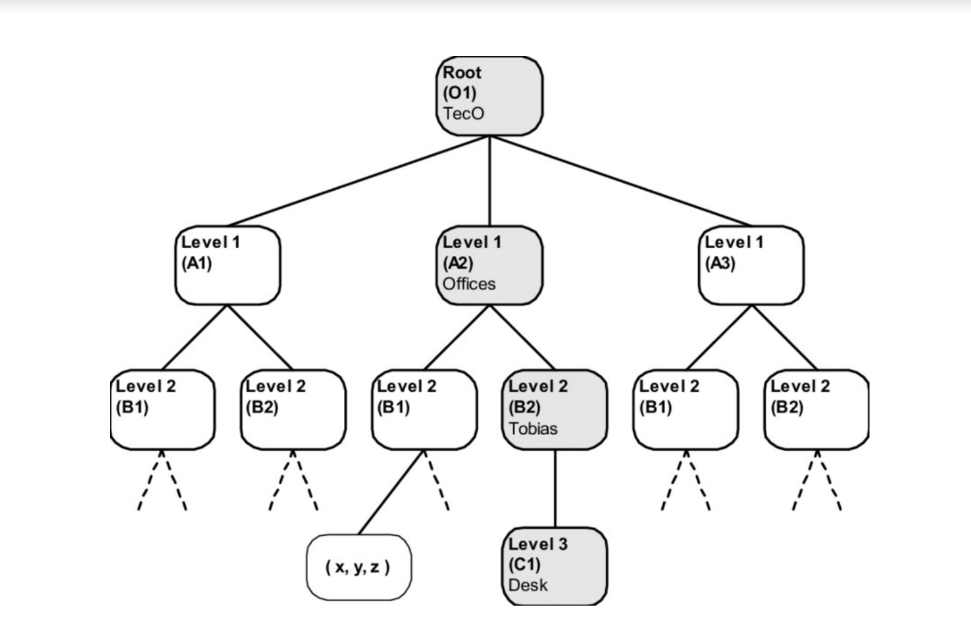 Root
(O1)
TecO
Level 1
(A1)
Level 1
(A2)
Offices
Level 1
(A3)
Level 2
(B1)
Level 2
(B2)
Level 2
(B1)
Level 2
(B2)
Tobias
Level 2
(B1)
Level 2
(B2)
( x, y, z )
Level 3
(C1)
Desk